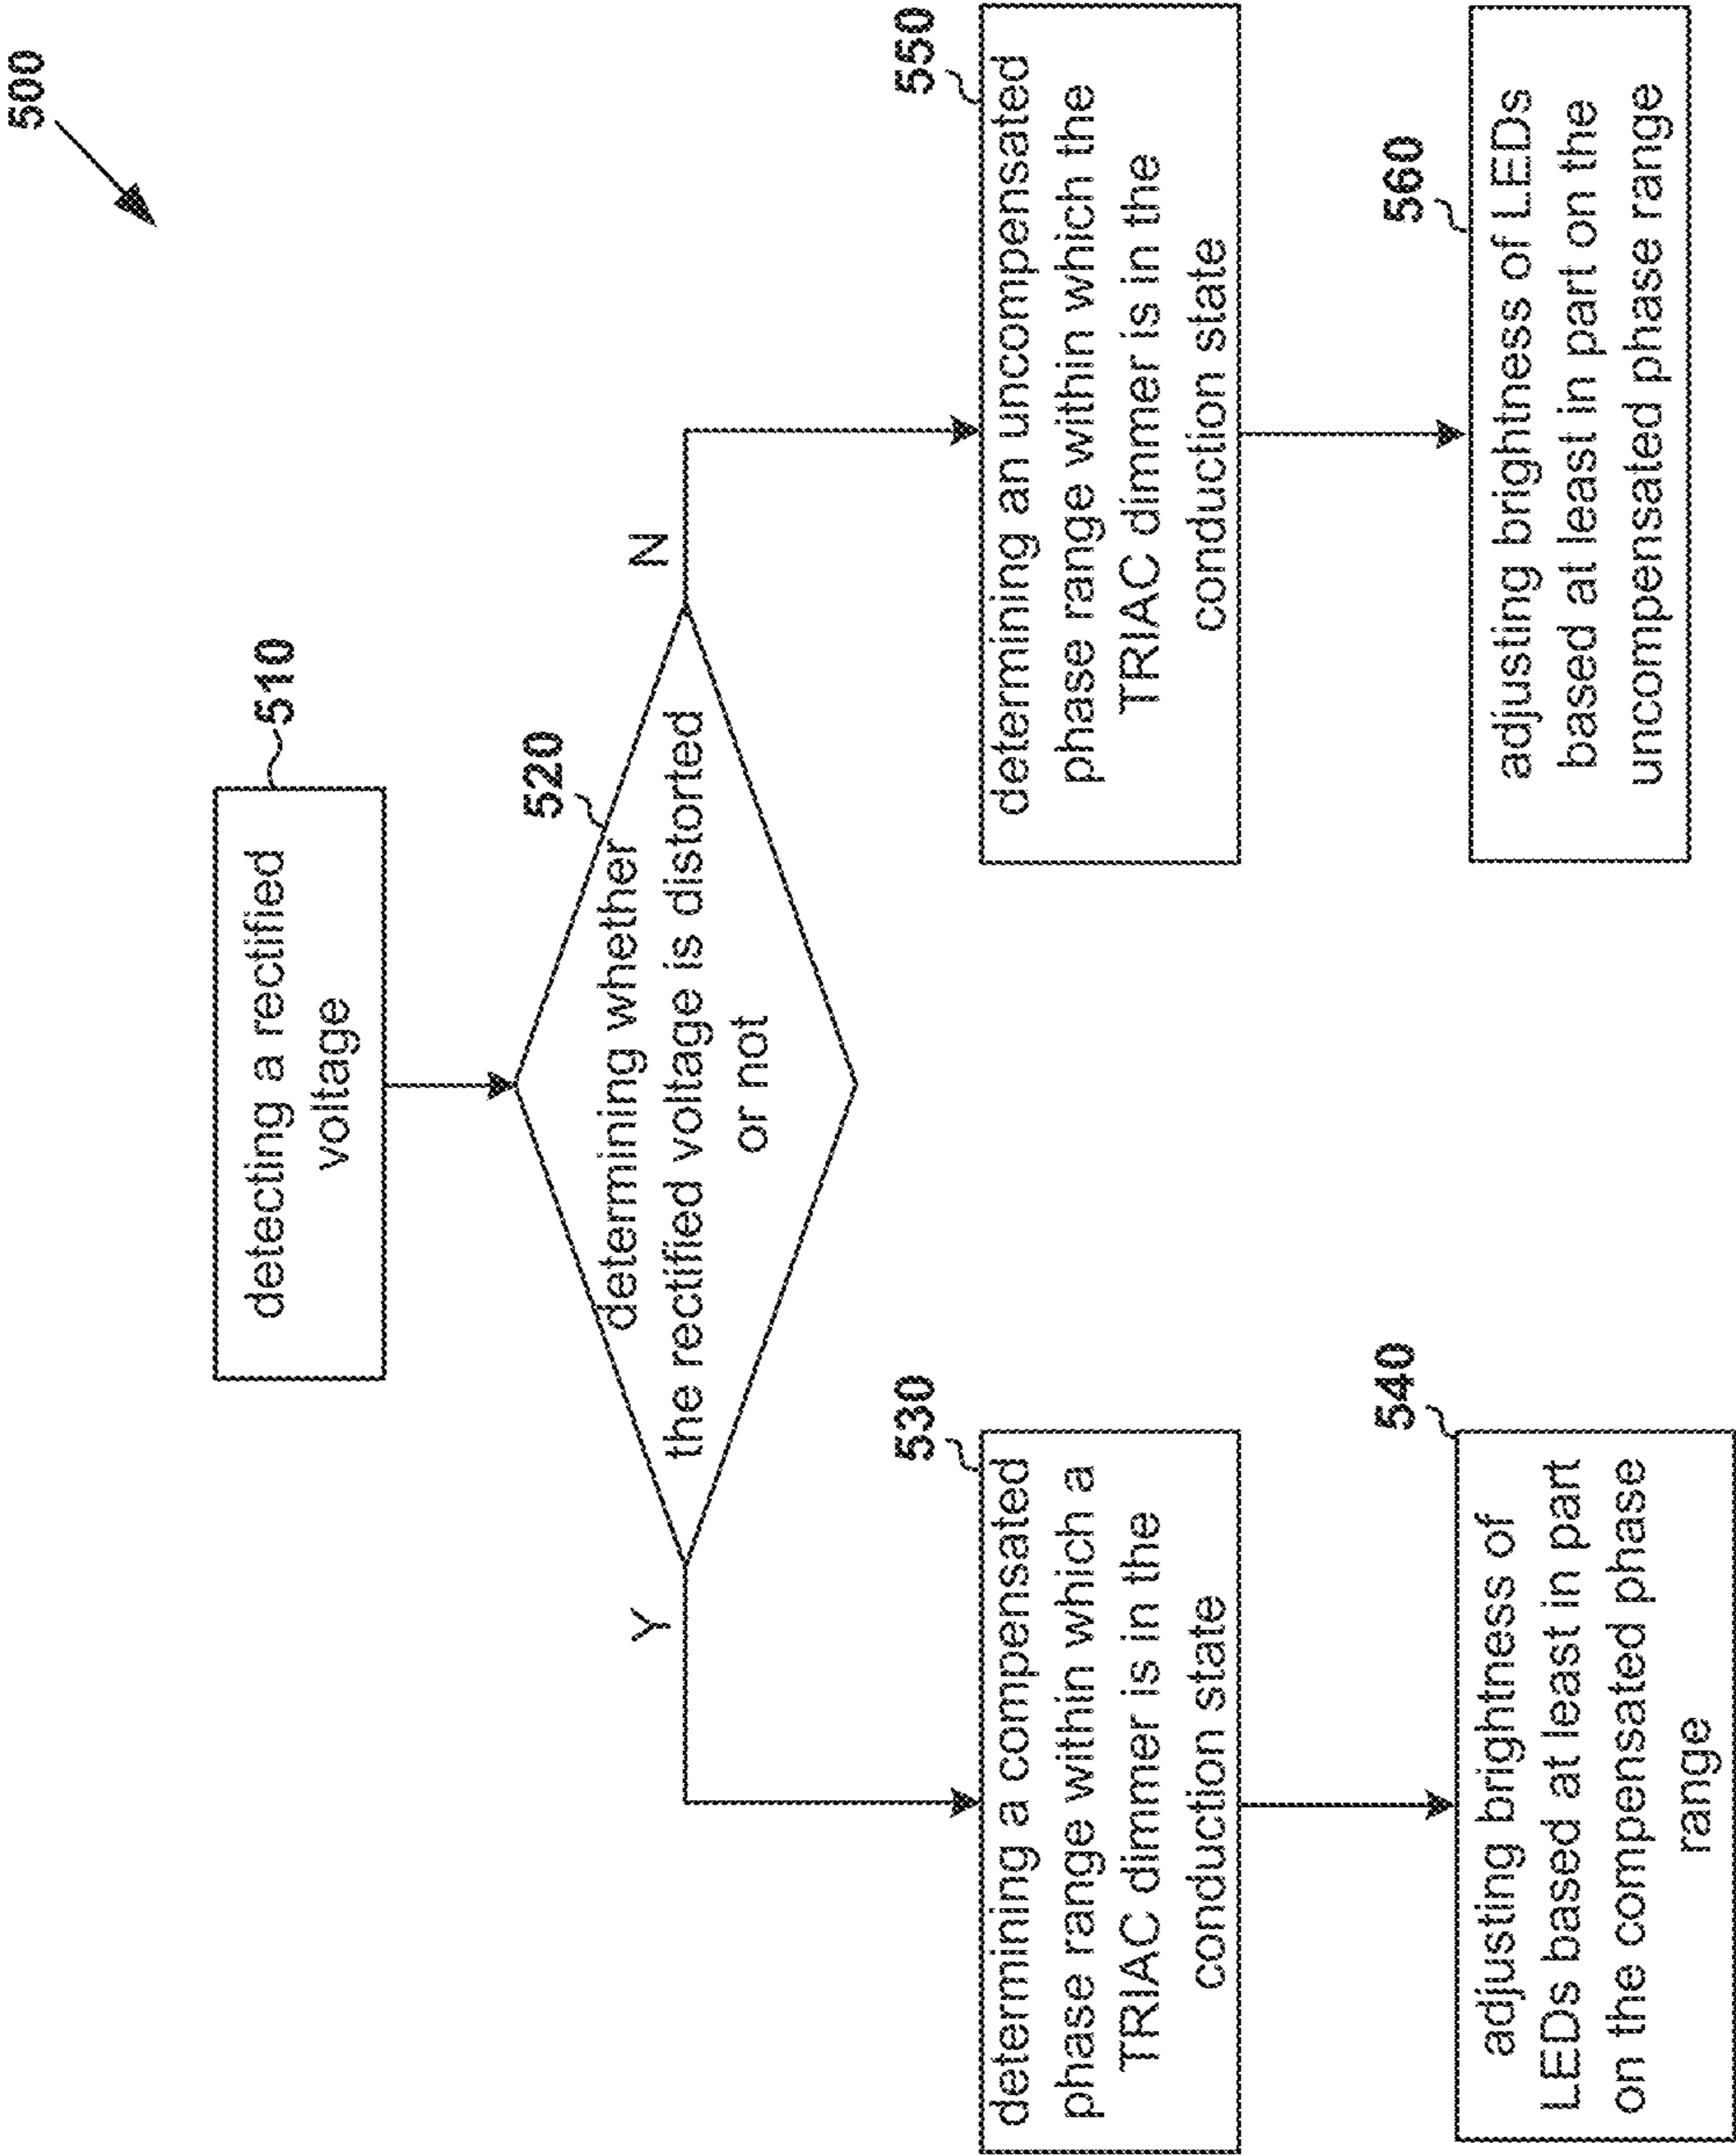 500
510
detecting a rectified
voltage
520
determining whether
the rectified voltage is distorted
or not
Y
N
530
determining a compensated
phase range within which a
TRIAC dimmer is in the
conduction state
540
adjusting brightness of
LEDs based at least in part
on the compensated phase
range
550
determining an uncompensated
phase range within which the
TRIAC dimmer is in the
conduction state
560
adjusting brightness of LEDs
based at least in part on the
uncompensated phase range